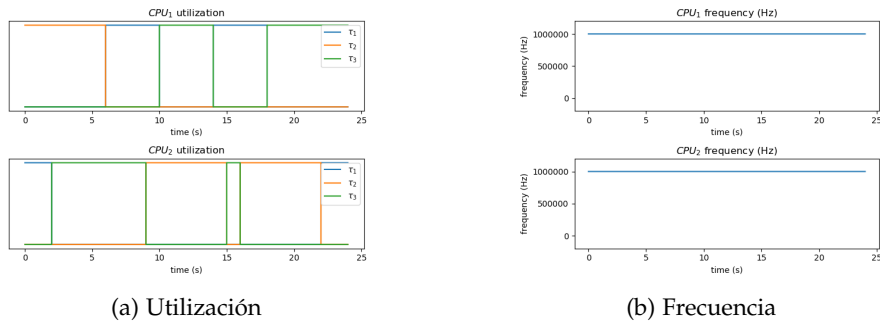 CPU₁ utilization
τ₁
τ₂
τ₃
0 5 10 15 20 25
time (s)
CPU₂ utilization
τ₁
τ₂
τ₃
0 5 10 15 20 25
time (s)
(a) Utilización
CPU₁ frequency (Hz)
frequency (Hz)
1000000
500000
0
0 5 10 15 20 25
time (s)
CPU₂ frequency (Hz)
frequency (Hz)
1000000
500000
0
0 5 10 15 20 25
time (s)
(b) Frecuencia